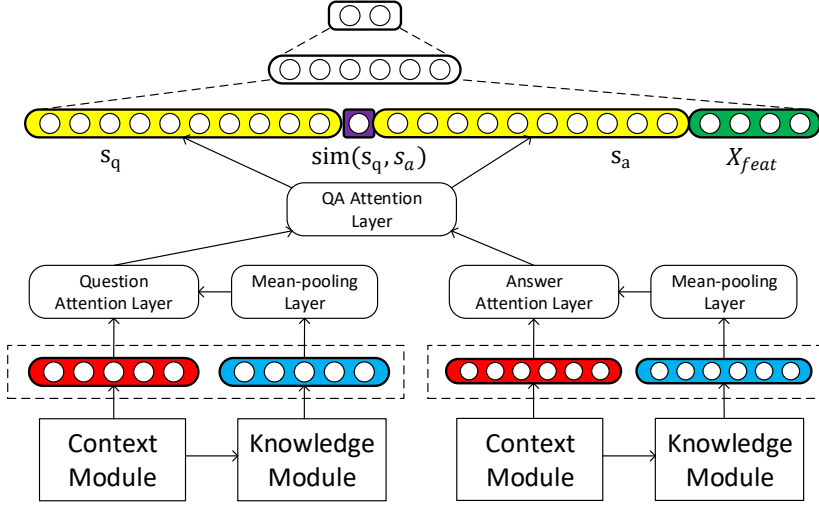 s_q
sim(s_q, s_a)
s_a
X_feat
QA Attention
Layer
Question
Attention Layer
Mean-pooling
Layer
Answer
Attention Layer
Mean-pooling
Layer
Context
Module
Knowledge
Module
Context
Module
Knowledge
Module